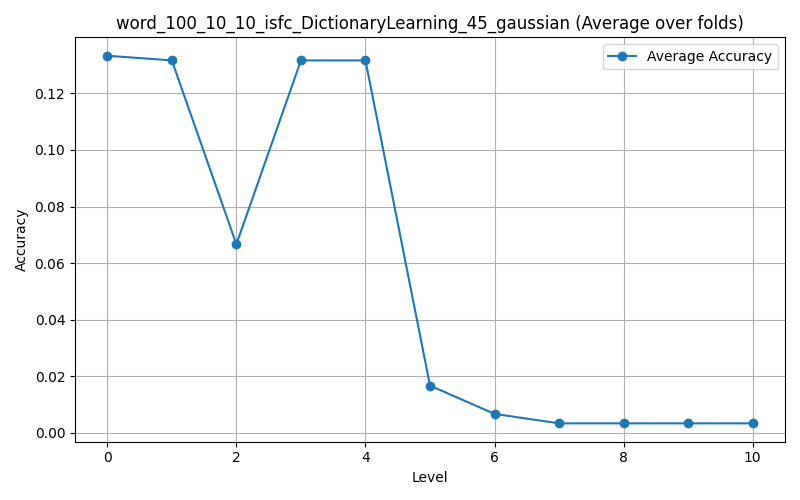 word_100_10_10_isfc_DictionaryLearning_45_gaussian (Average over folds)
Average Accuracy
Accuracy
0.12
0.10
0.08
0.06
0.04
0.02
0.00
0 2 4 6 8 10
Level